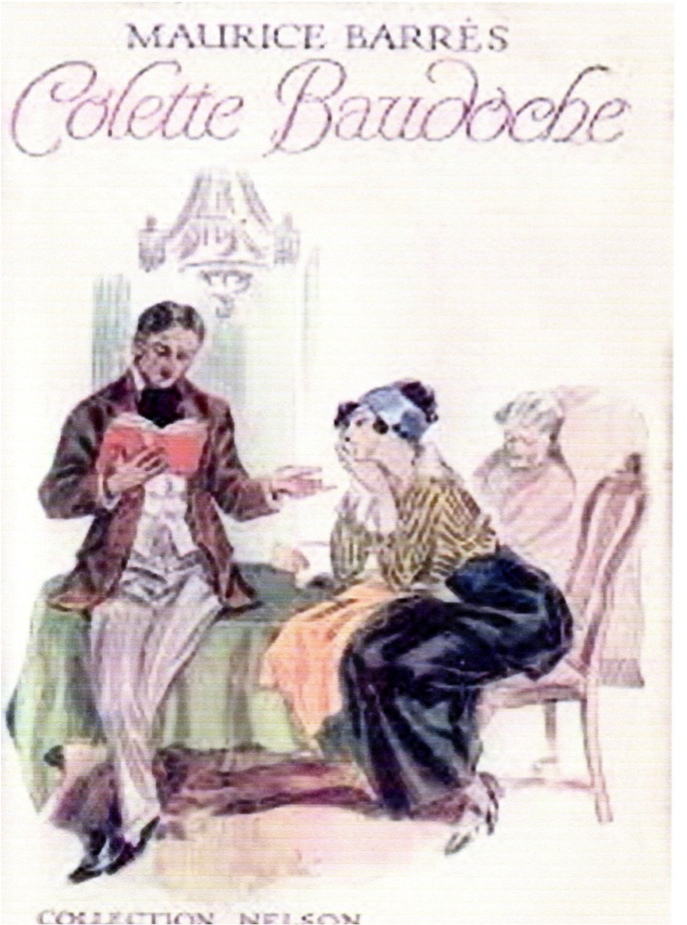 MAURICE BARRÈS
Colette Baudoche
COLLECTION NELSON